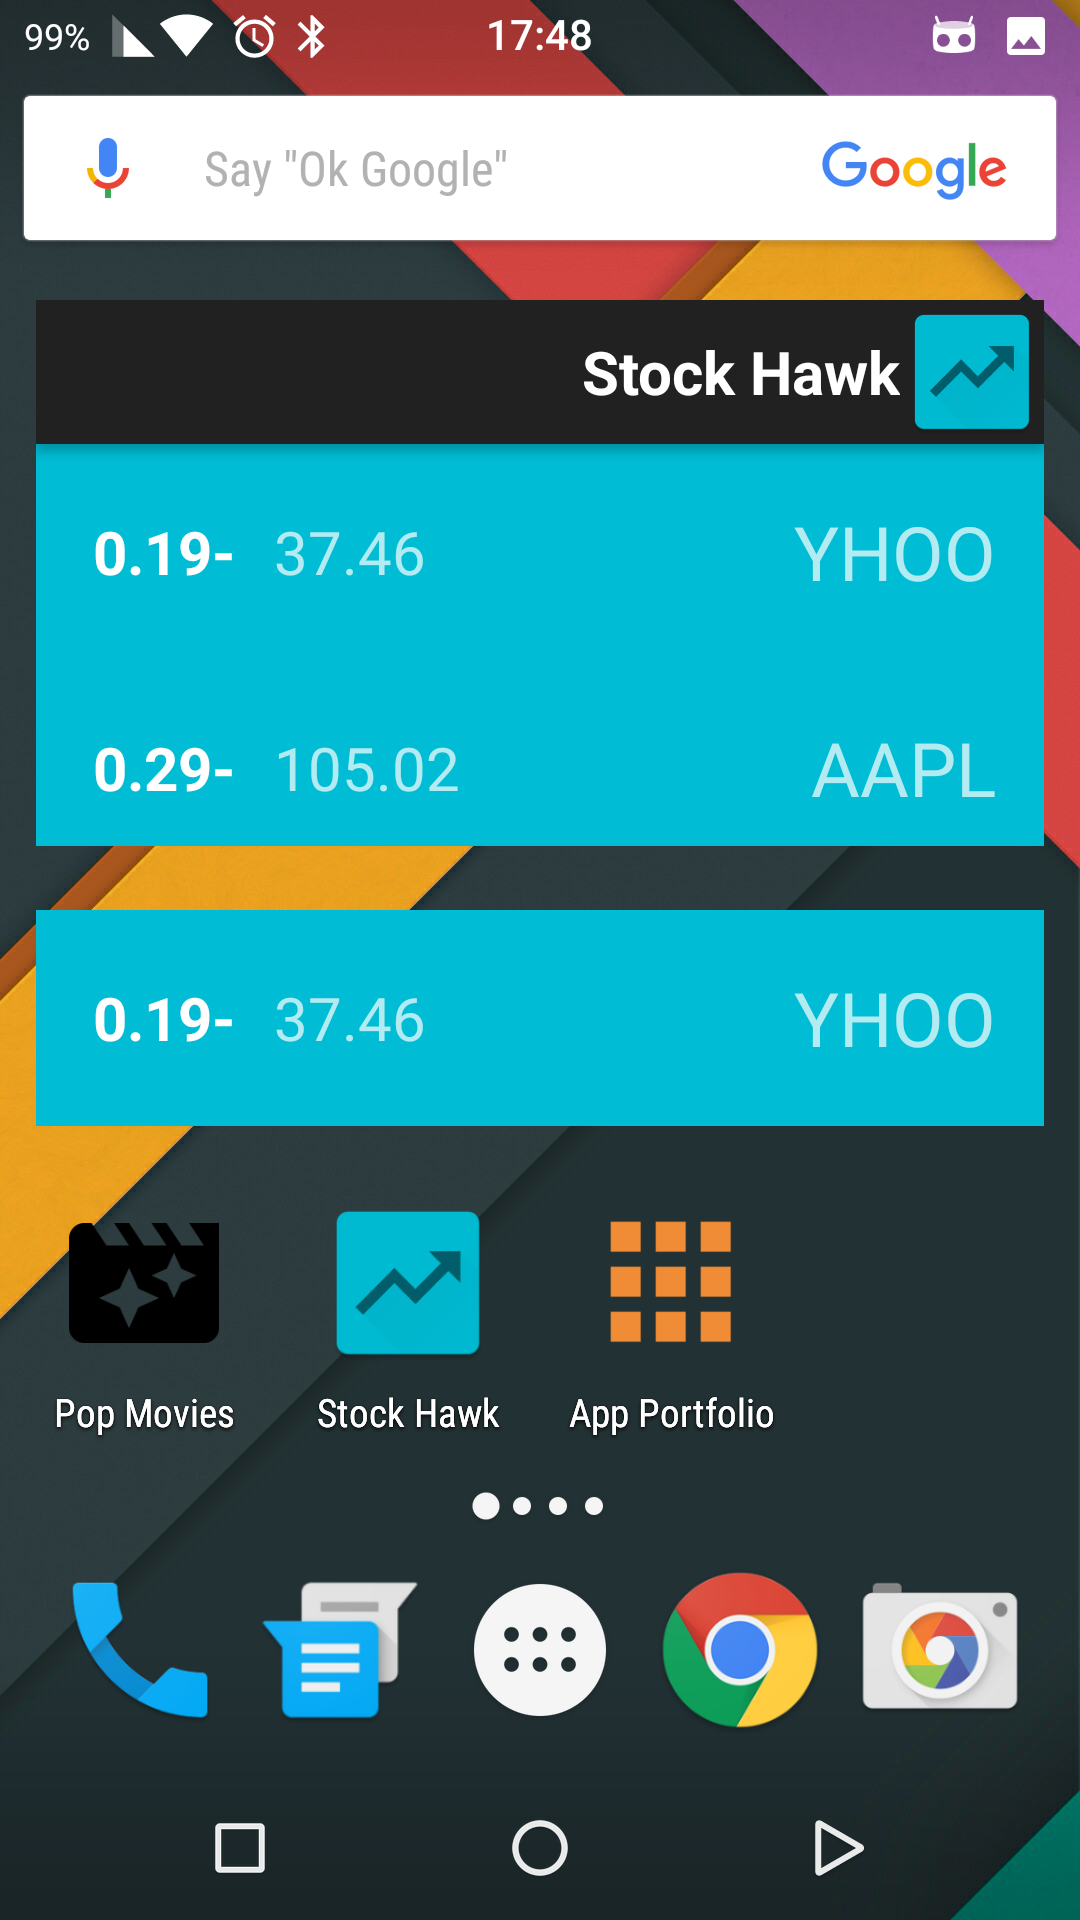 99% 17:48
Say "Ok Google" Google
Stock Hawk
0.19- 37.46 YHOO
0.29- 105.02 AAPL
0.19- 37.46 YHOO
Pop Movies Stock Hawk App Portfolio